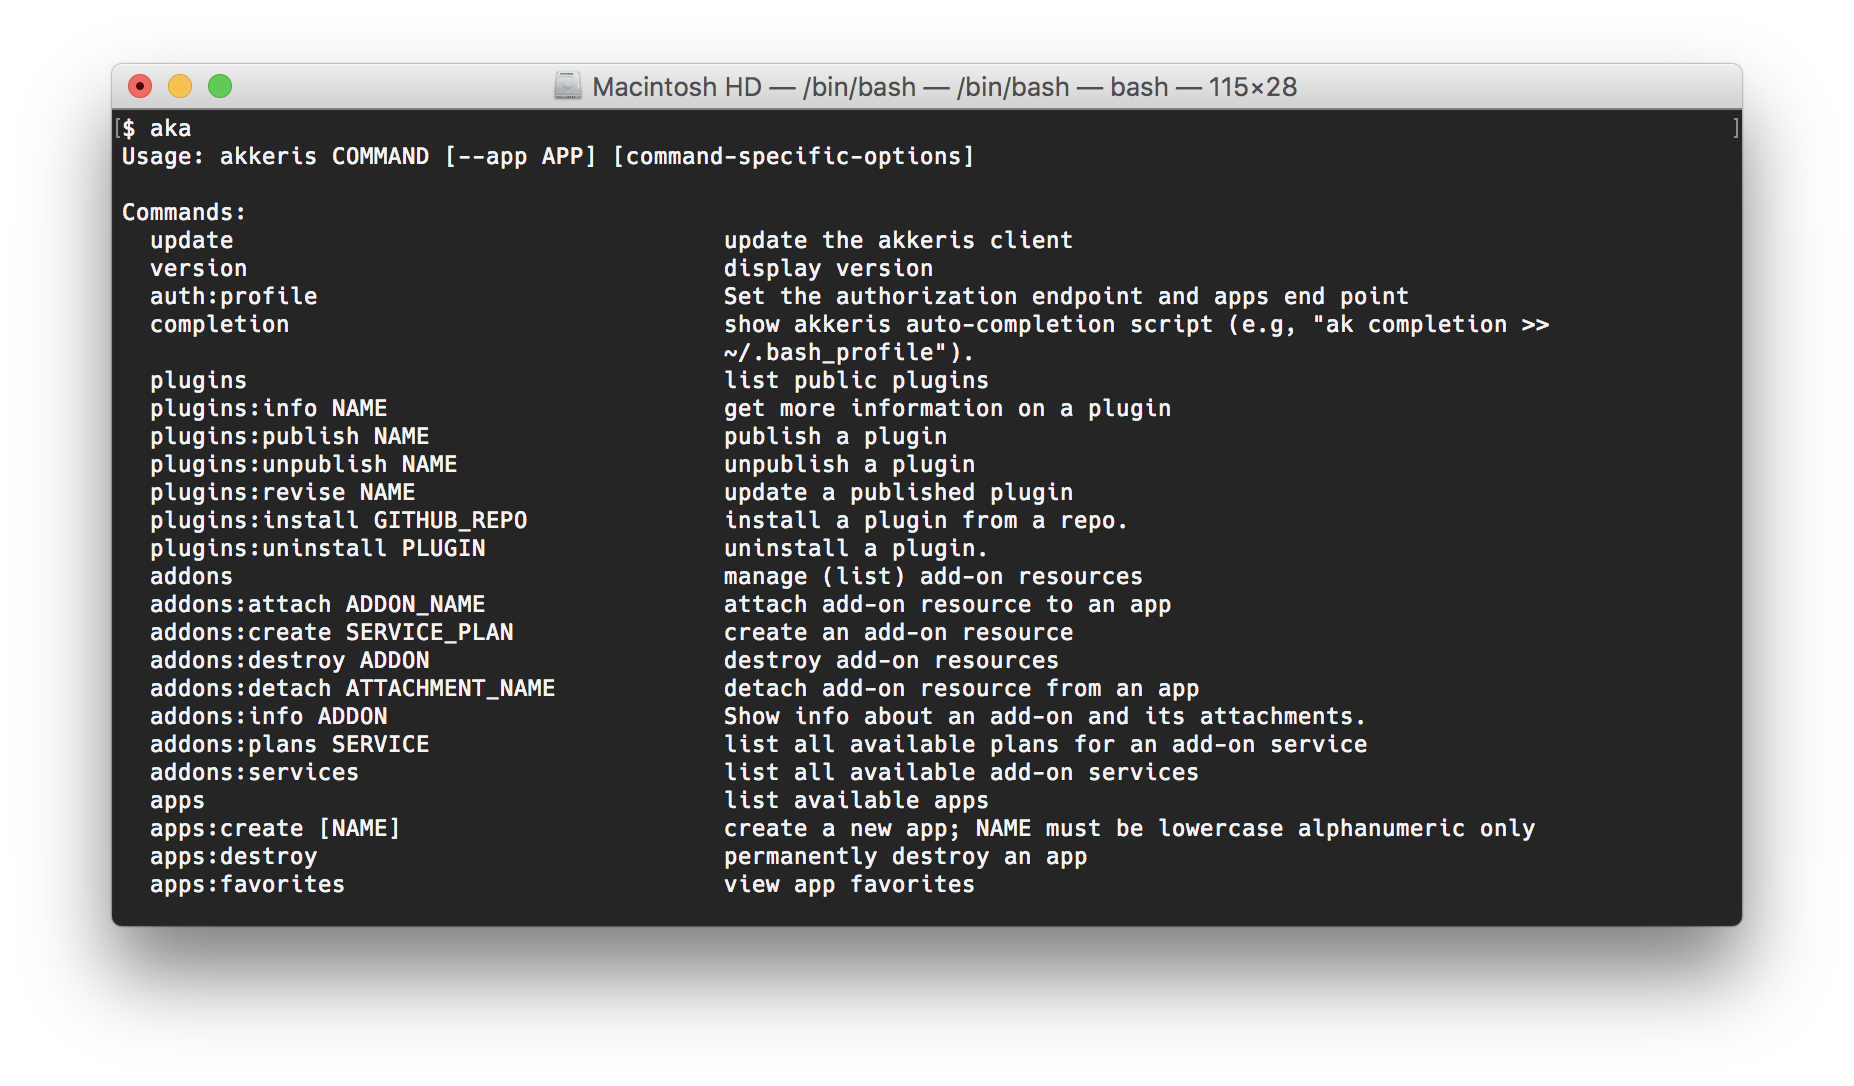 Macintosh HD — /bin/bash — /bin/bash — bash — 115×28
[$ aka ]
Usage: akkeris COMMAND [--app APP] [command-specific-options]
Commands:
update update the akkeris client
version display version
auth:profile Set the authorization endpoint and apps end point
completion show akkeris auto-completion script (e.g, "ak completion >>
~/.bash_profile").
plugins list public plugins
plugins:info NAME get more information on a plugin
plugins:publish NAME publish a plugin
plugins:unpublish NAME unpublish a plugin
plugins:revise NAME update a published plugin
plugins:install GITHUB_REPO install a plugin from a repo.
plugins:uninstall PLUGIN uninstall a plugin.
addons manage (list) add-on resources
addons:attach ADDON_NAME attach add-on resource to an app
addons:create SERVICE_PLAN create an add-on resource
addons:destroy ADDON destroy add-on resources
addons:detach ATTACHMENT_NAME detach add-on resource from an app
addons:info ADDON Show info about an add-on and its attachments.
addons:plans SERVICE list all available plans for an add-on service
addons:services list all available add-on services
apps list available apps
apps:create [NAME] create a new app; NAME must be lowercase alphanumeric only
apps:destroy permanently destroy an app
apps:favorites view app favorites